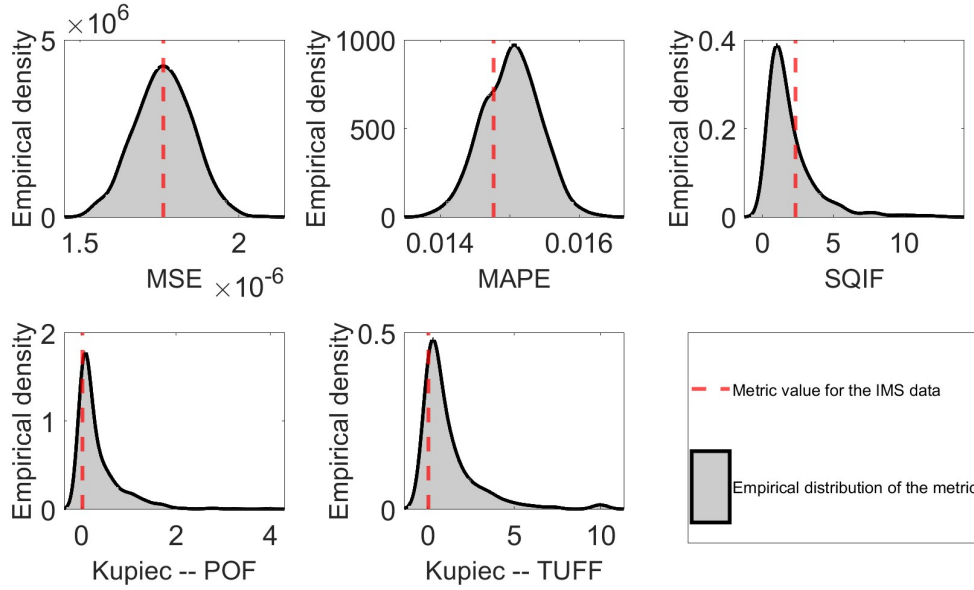 ×10⁶
5
0
Empirical density
1.5
2
MSE
×10⁻⁶
1000
500
0
Empirical density
0.014
0.016
MAPE
0.4
0.2
0
Empirical density
0
5
10
SQIF
2
1
0
Empirical density
0
2
4
Kupiec -- POF
0.5
0
Empirical density
0
5
10
Kupiec -- TUFF
Metric value for the IMS data
Empirical distribution of the metric